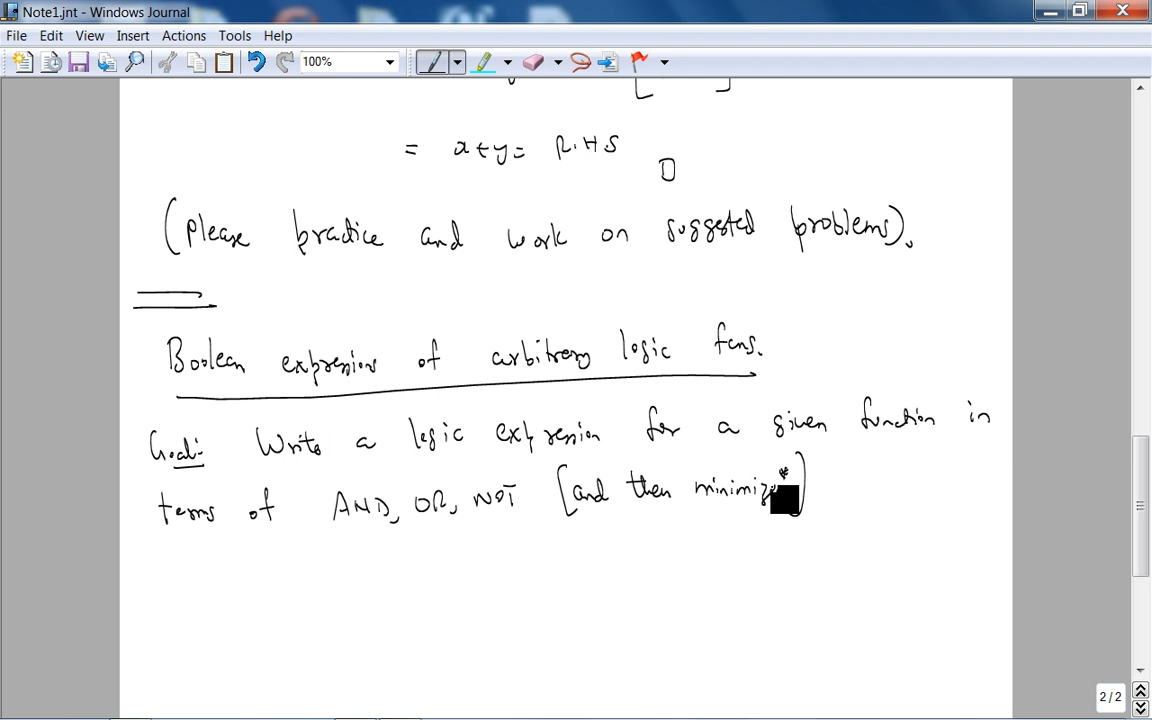 Note1.jnt - Windows Journal
File Edit View Insert Actions Tools Help
100%
= x+y = R.H.S
(Please practice and work on suggested problems).
Boolean expression of arbitrary logic fcns.
Goal: Write a logic expression for a given function in
terms of AND, OR, NOT [and then minimize*]
2/2